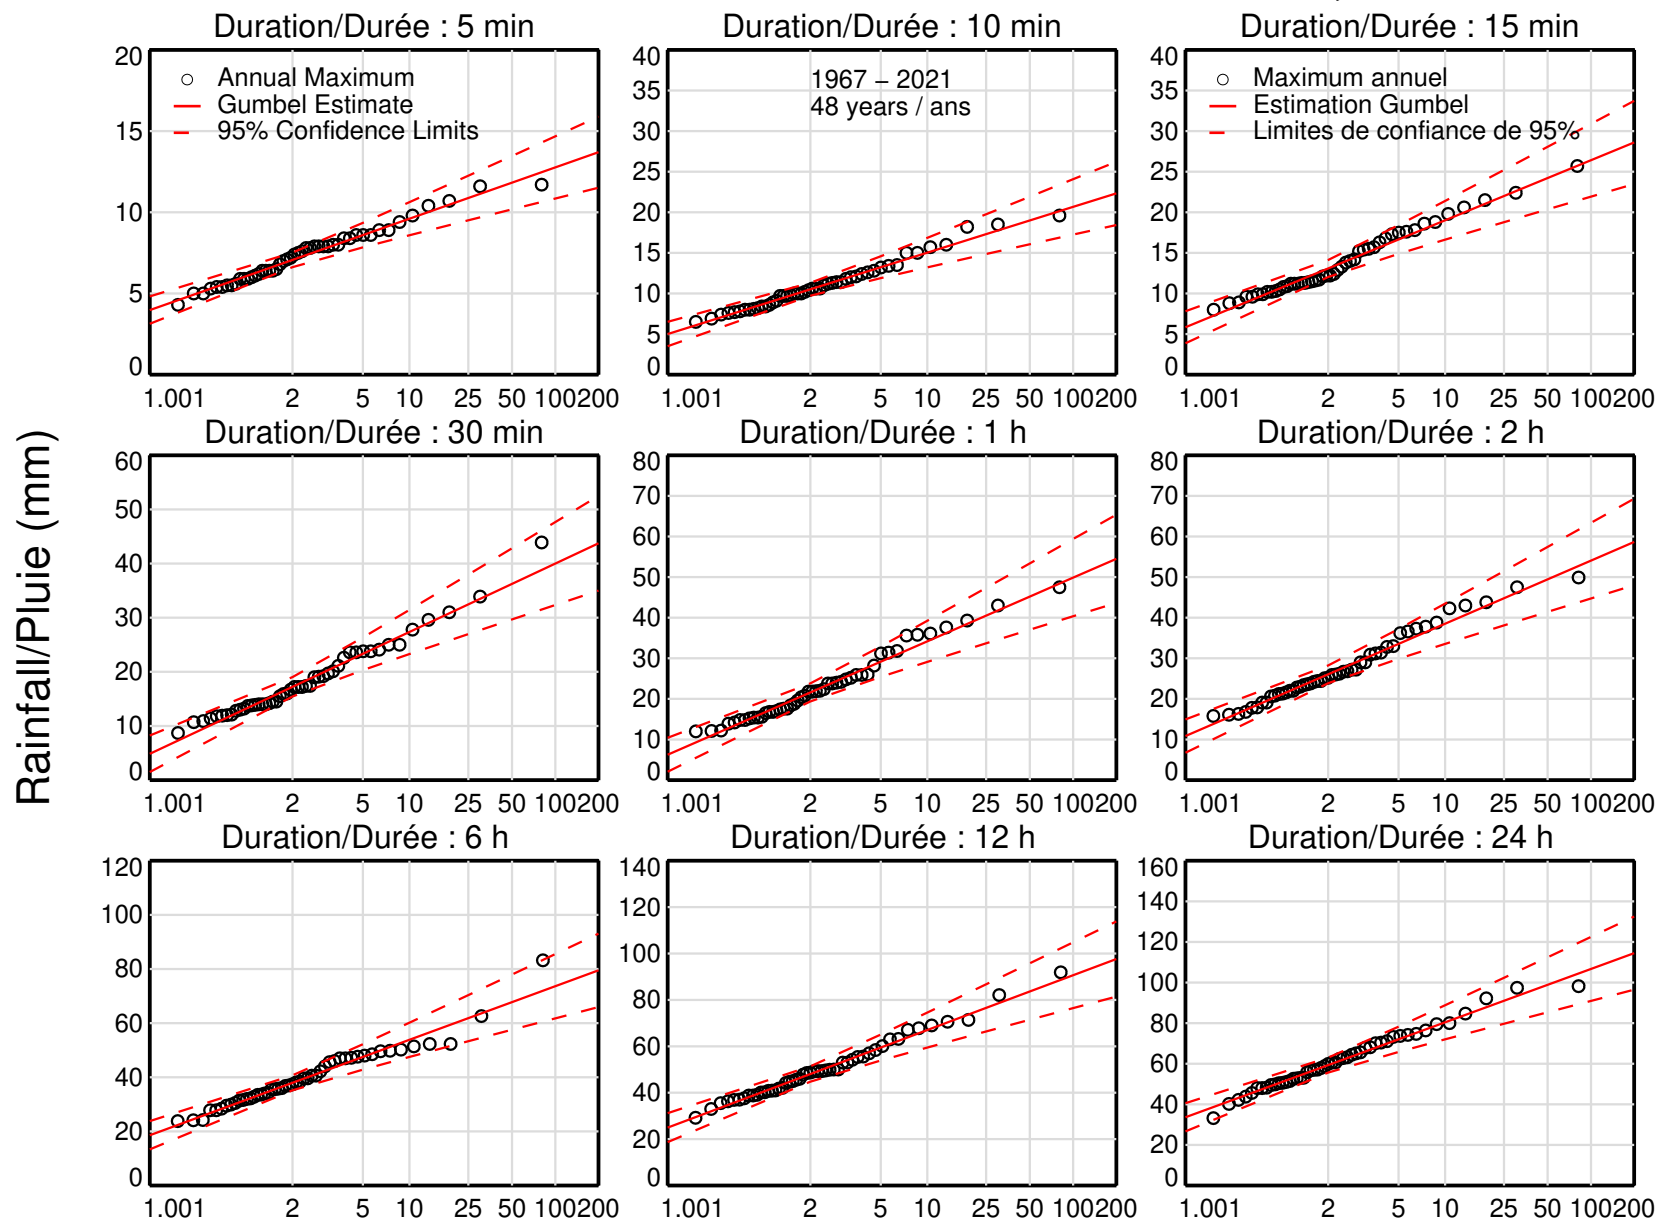 Duration/Durée : 5 min
Duration/Durée : 10 min
Duration/Durée : 15 min
20
15
10
5
0
Annual Maximum
Gumbel Estimate
95% Confidence Limits
1.001 2 5 10 25 50 100200
40
35
30
25
20
15
10
5
0
1967 – 2021
48 years / ans
1.001 2 5 10 25 50 100200
40
35
30
25
20
15
10
5
0
Maximum annuel
Estimation Gumbel
Limites de confiance de 95%
1.001 2 5 10 25 50 100200
Rainfall/Pluie (mm)
Duration/Durée : 30 min
Duration/Durée : 1 h
Duration/Durée : 2 h
60
50
40
30
20
10
0
1.001 2 5 10 25 50 100200
80
70
60
50
40
30
20
10
0
1.001 2 5 10 25 50 100200
80
70
60
50
40
30
20
10
0
1.001 2 5 10 25 50 100200
Duration/Durée : 6 h
Duration/Durée : 12 h
Duration/Durée : 24 h
120
100
80
60
40
20
0
1.001 2 5 10 25 50 100200
140
120
100
80
60
40
20
0
1.001 2 5 10 25 50 100200
160
140
120
100
80
60
40
20
0
1.001 2 5 10 25 50 100200